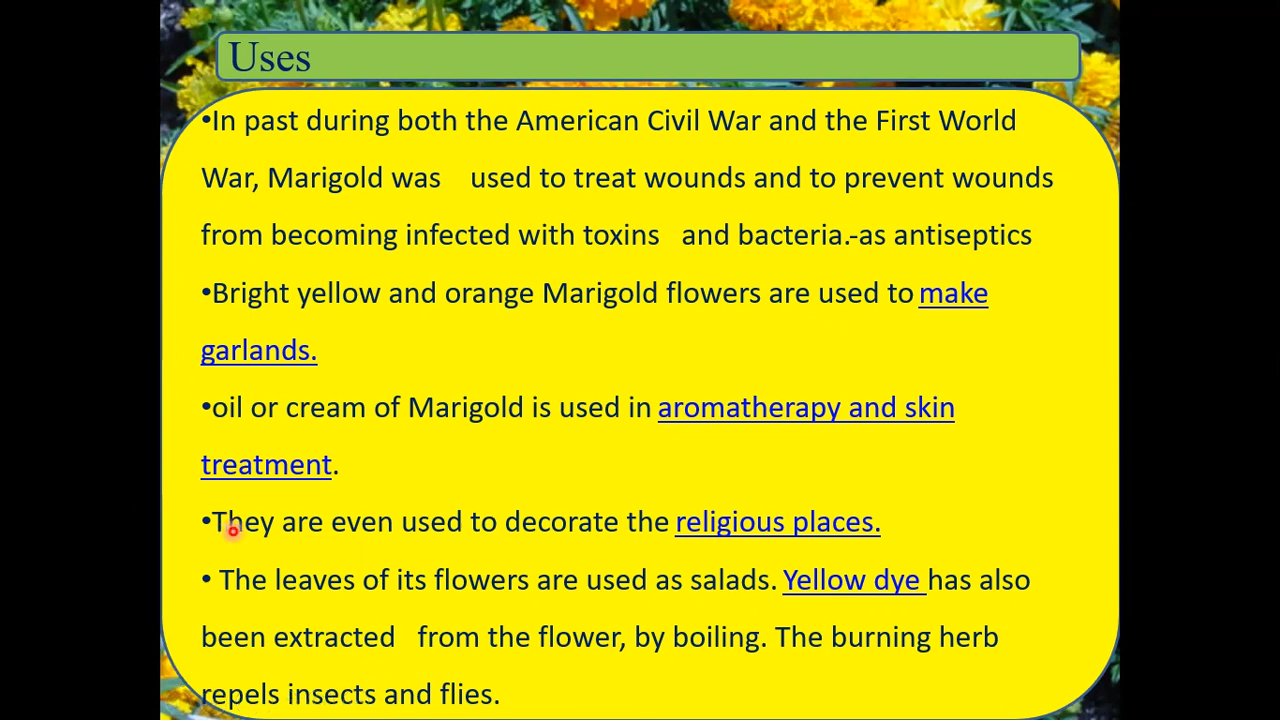 Uses
•In past during both the American Civil War and the First World
War, Marigold was used to treat wounds and to prevent wounds
from becoming infected with toxins and bacteria.-as antiseptics
•Bright yellow and orange Marigold flowers are used to make
garlands.
•oil or cream of Marigold is used in aromatherapy and skin
treatment.
•They are even used to decorate the religious places.
• The leaves of its flowers are used as salads. Yellow dye has also
been extracted from the flower, by boiling. The burning herb
repels insects and flies.